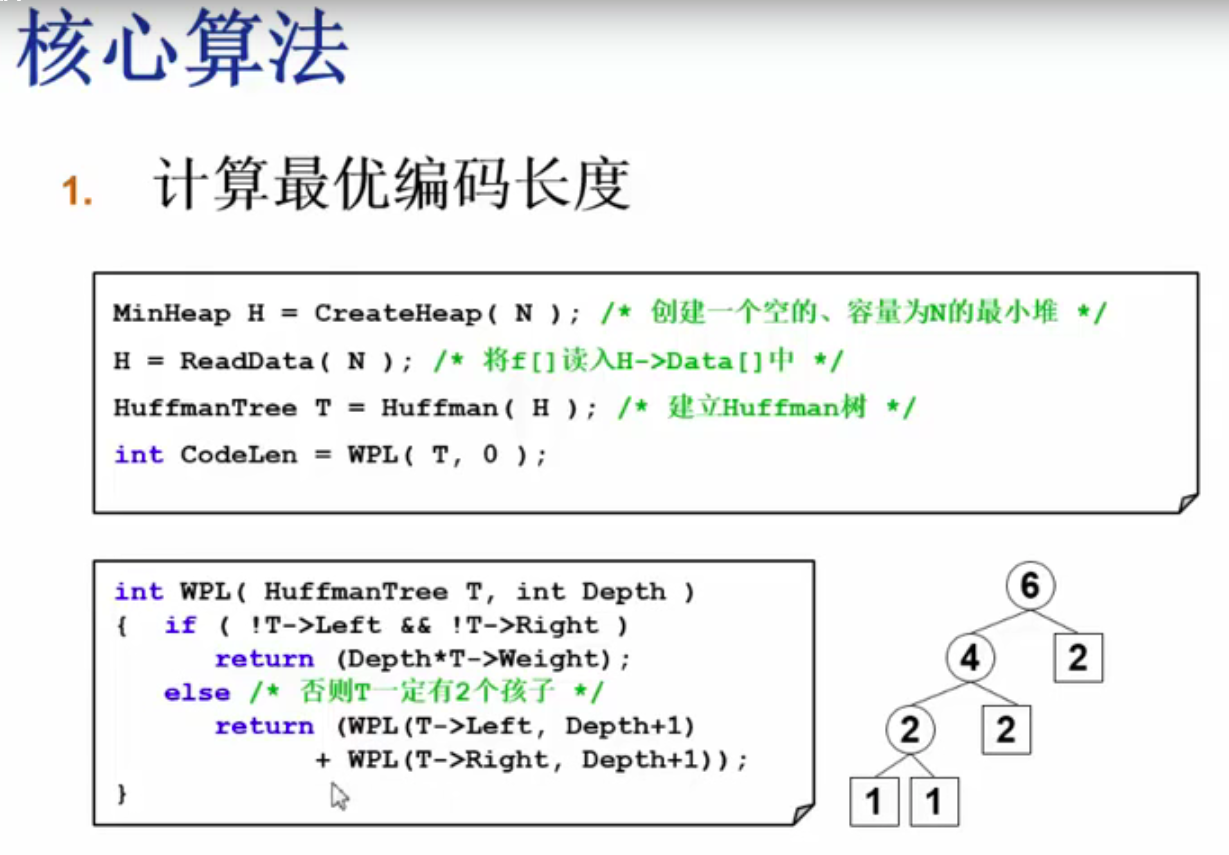 核心算法
1. 计算最优编码长度
MinHeap H = CreateHeap( N ); /* 创建一个空的、容量为N的最小堆 */
H = ReadData( N ); /* 将f[]读入H->Data[]中 */
HuffmanTree T = Huffman( H ); /* 建立Huffman树 */
int CodeLen = WPL( T, 0 );
int WPL( HuffmanTree T, int Depth )
{ if ( !T->Left && !T->Right )
return (Depth*T->Weight);
else /* 否则T一定有2个孩子 */
return (WPL(T->Left, Depth+1)
+ WPL(T->Right, Depth+1));
}
6
4 2
2 2
1 1